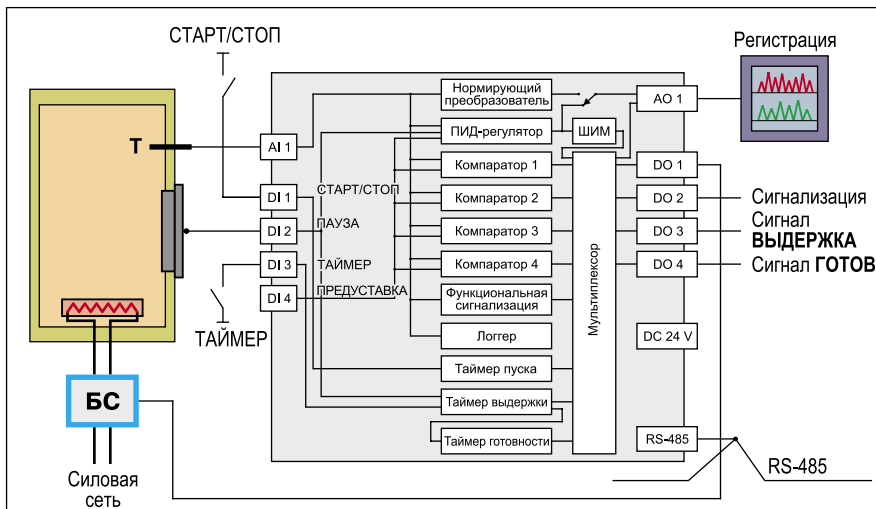 СТАРТ/СТОП
Регистрация
Т
AI 1
DI 1
DI 2
DI 3
DI 4
СТАРТ/СТОП
ПАУЗА
ТАЙМЕР
ПРЕДУСТАВКА
ТАЙМЕР
Нормирующий
преобразователь
ПИД-регулятор
ШИМ
Компаратор 1
Компаратор 2
Компаратор 3
Компаратор 4
Функциональная
сигнализация
Логгер
Таймер пуска
Таймер выдержки
Таймер готовности
Мультиплексор
AO 1
DO 1
DO 2
DO 3
DO 4
DC 24 V
RS-485
Сигнализация
Сигнал
ВЫДЕРЖКА
Сигнал ГОТОВ
RS-485
БС
Силовая
сеть